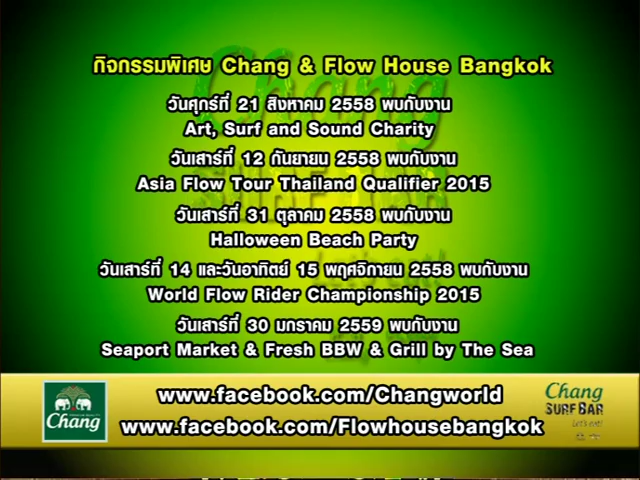 กิจกรรมพิเศษ Chang & Flow House Bangkok
วันศุกร์ที่ 21 สิงหาคม 2558 พบกับงาน
Art, Surf and Sound Charity
วันเสาร์ที่ 12 กันยายน 2558 พบกับงาน
Asia Flow Tour Thailand Qualifier 2015
วันเสาร์ที่ 31 ตุลาคม 2558 พบกับงาน
Halloween Beach Party
วันเสาร์ที่ 14 และวันอาทิตย์ 15 พฤศจิกายน 2558 พบกับงาน
World Flow Rider Championship 2015
วันเสาร์ที่ 30 มกราคม 2559 พบกับงาน
Seaport Market & Fresh BBW & Grill by The Sea
www.facebook.com/Changworld
www.facebook.com/Flowhousebangkok
Chang
Chang
SURF BAR
Let's eat!